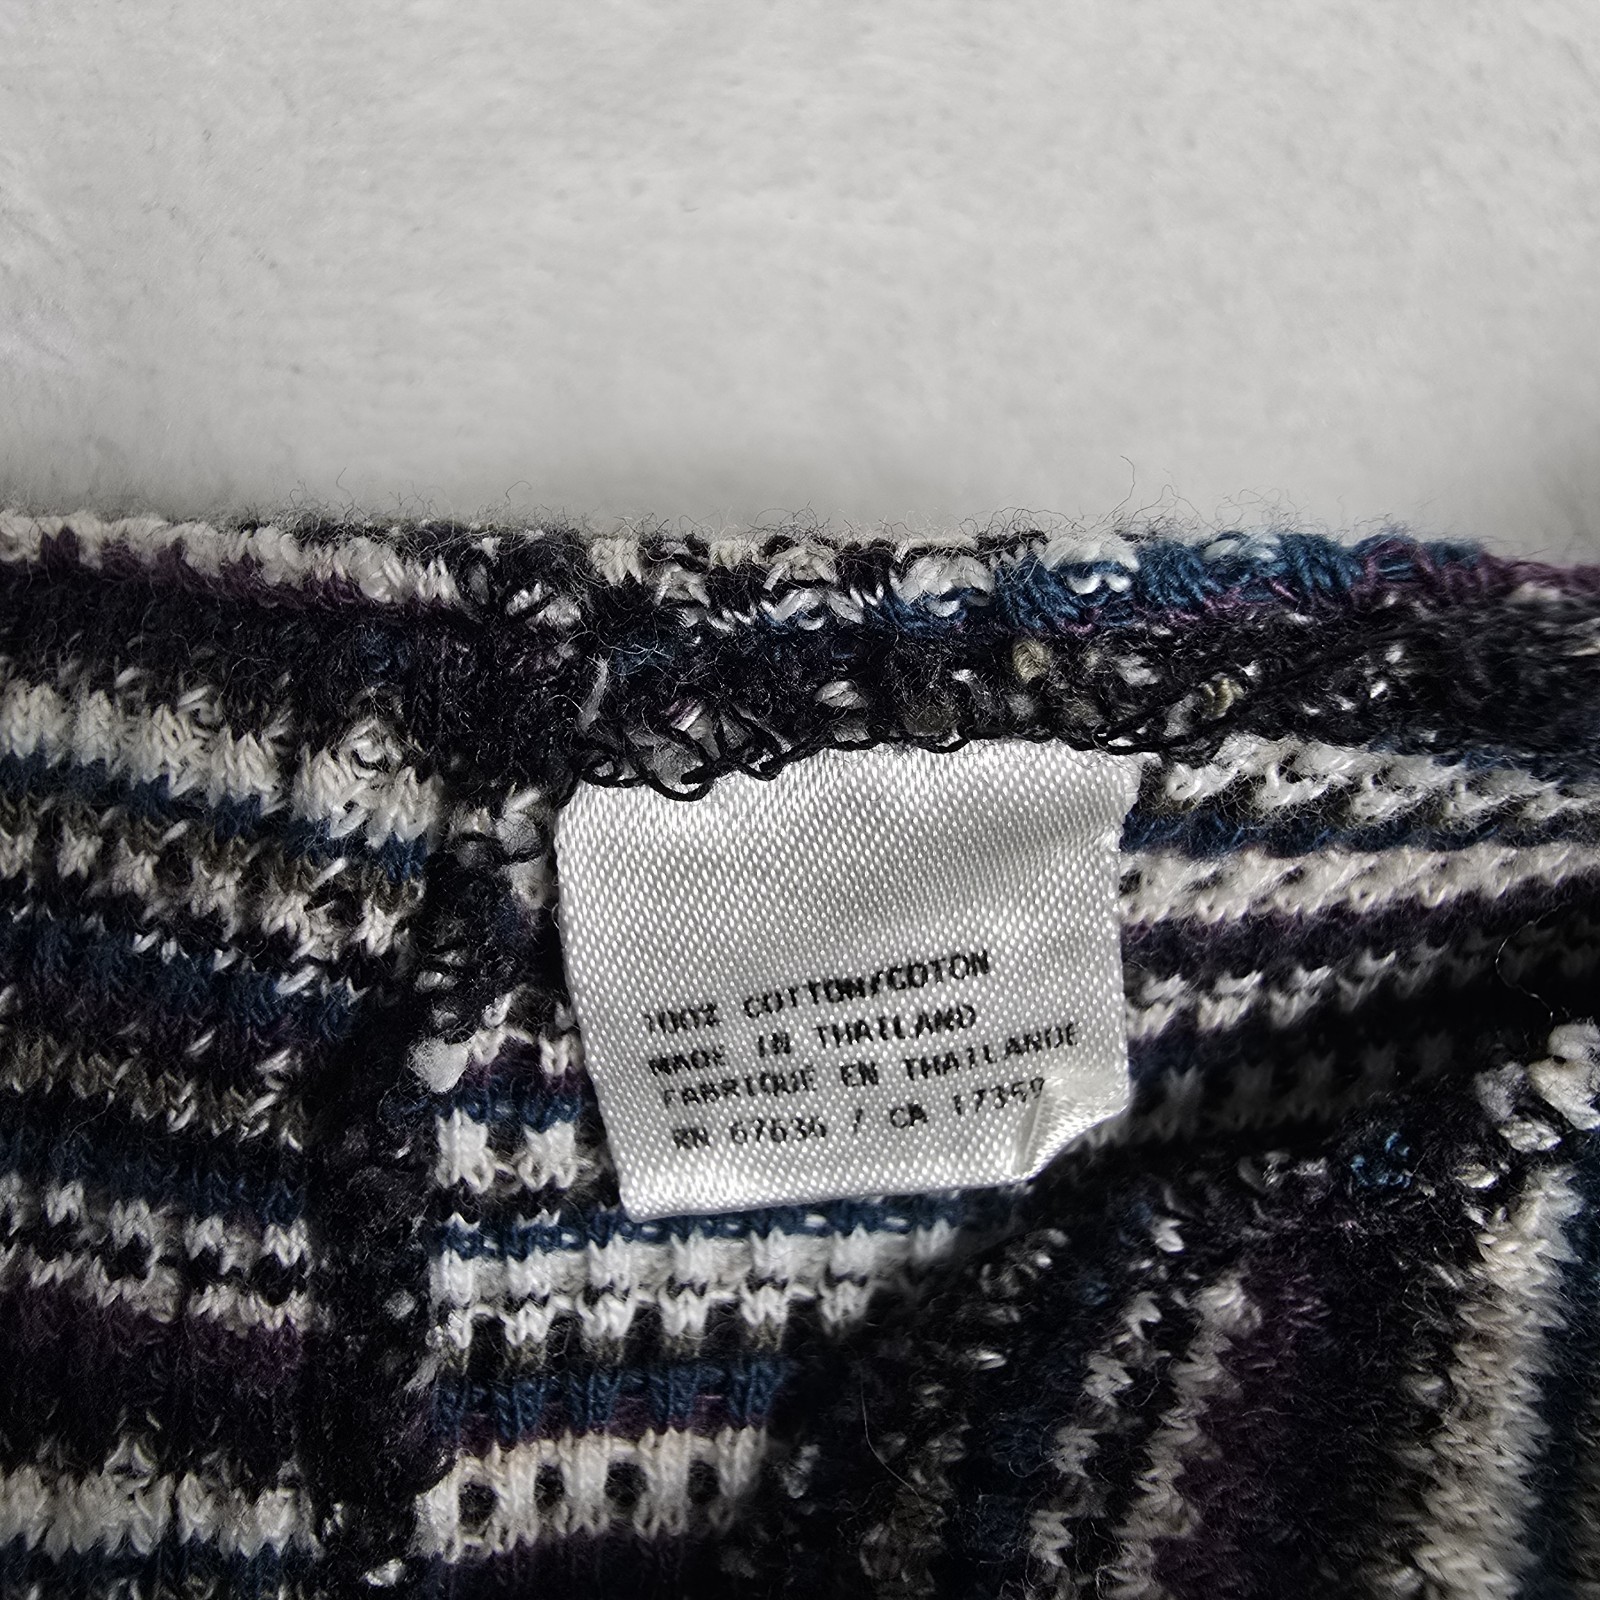 100% COTTON/COTON
MADE IN THAILAND
FABRIQUE EN THAILANDE
RN 67636 / CA 17359